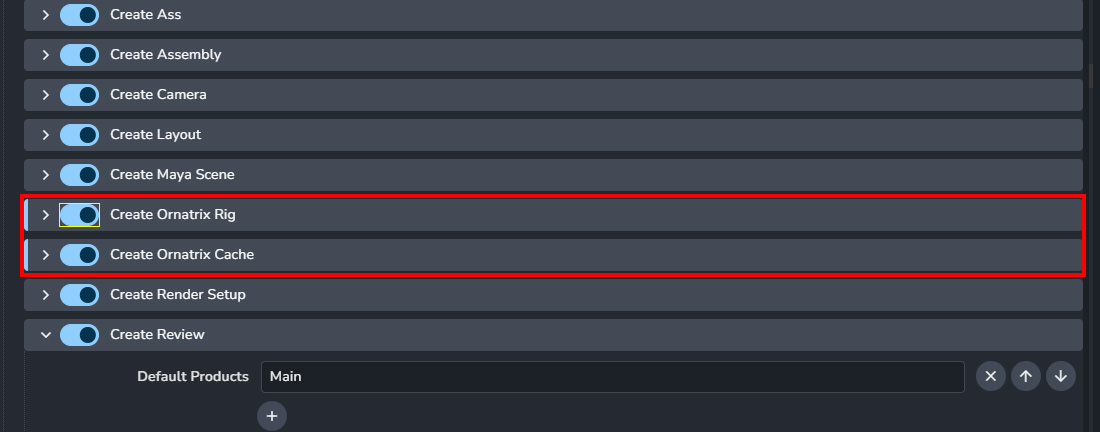 Create Ass
Create Assembly
Create Camera
Create Layout
Create Maya Scene
Create Ornatrix Rig
Create Ornatrix Cache
Create Render Setup
Create Review
Default Products Main